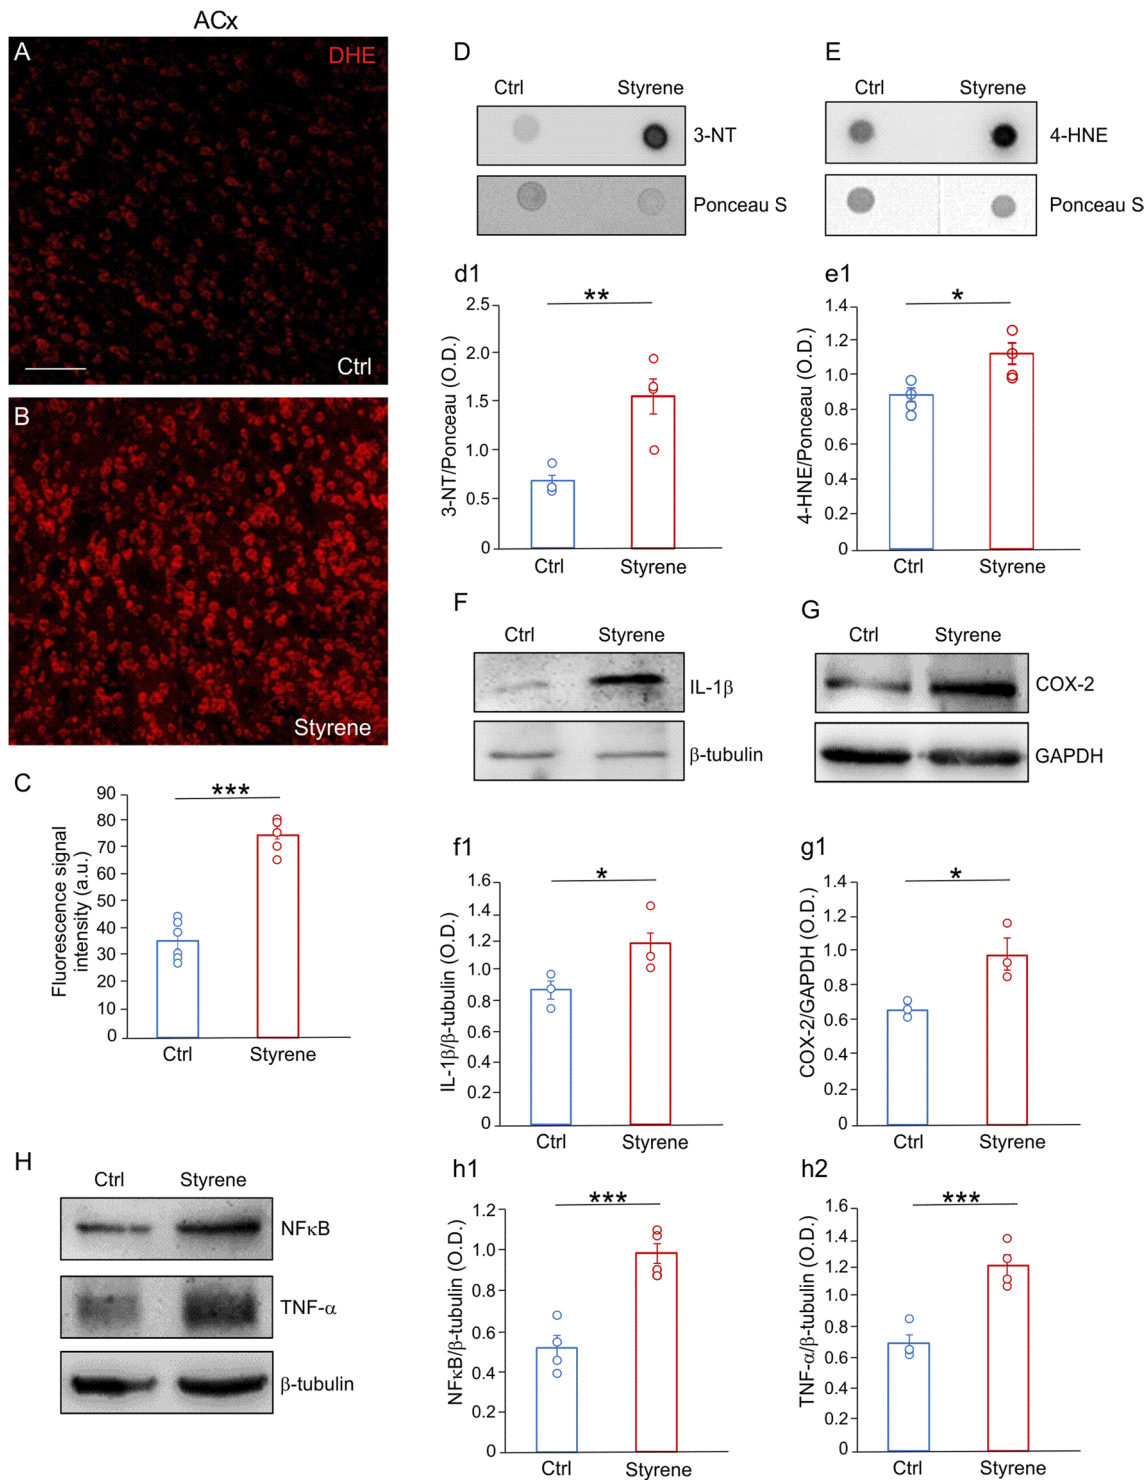 ACx
A
DHE
Ctrl
B
Styrene
C
***
Fluorescence signal
intensity (a.u.)
90
80
70
60
50
40
30
20
10
0
Ctrl
Styrene
D
Ctrl
Styrene
3-NT
Ponceau S
d1
**
3-NT/Ponceau (O.D.)
2.5
2.0
1.5
1.0
0.5
0
Ctrl
Styrene
E
Ctrl
Styrene
4-HNE
Ponceau S
e1
*
4-HNE/Ponceau (O.D.)
1.4
1.2
1.0
0.8
0.6
0.4
0.2
0
Ctrl
Styrene
F
Ctrl
Styrene
IL-1β
β-tubulin
f1
*
IL-1β/β-tubulin (O.D.)
1.6
1.4
1.2
1.0
0.8
0.6
0.4
0.2
0
Ctrl
Styrene
G
Ctrl
Styrene
COX-2
GAPDH
g1
*
COX-2/GAPDH (O.D.)
1.4
1.2
1.0
0.8
0.6
0.4
0.2
0
Ctrl
Styrene
H
Ctrl
Styrene
NFκB
TNF-α
β-tubulin
h1
***
NFκB/β-tubulin (O.D.)
1.2
1.0
0.8
0.6
0.4
0.2
0
Ctrl
Styrene
h2
***
TNF-α/β-tubulin (O.D.)
1.6
1.4
1.2
1.0
0.8
0.6
0.4
0.2
0
Ctrl
Styrene